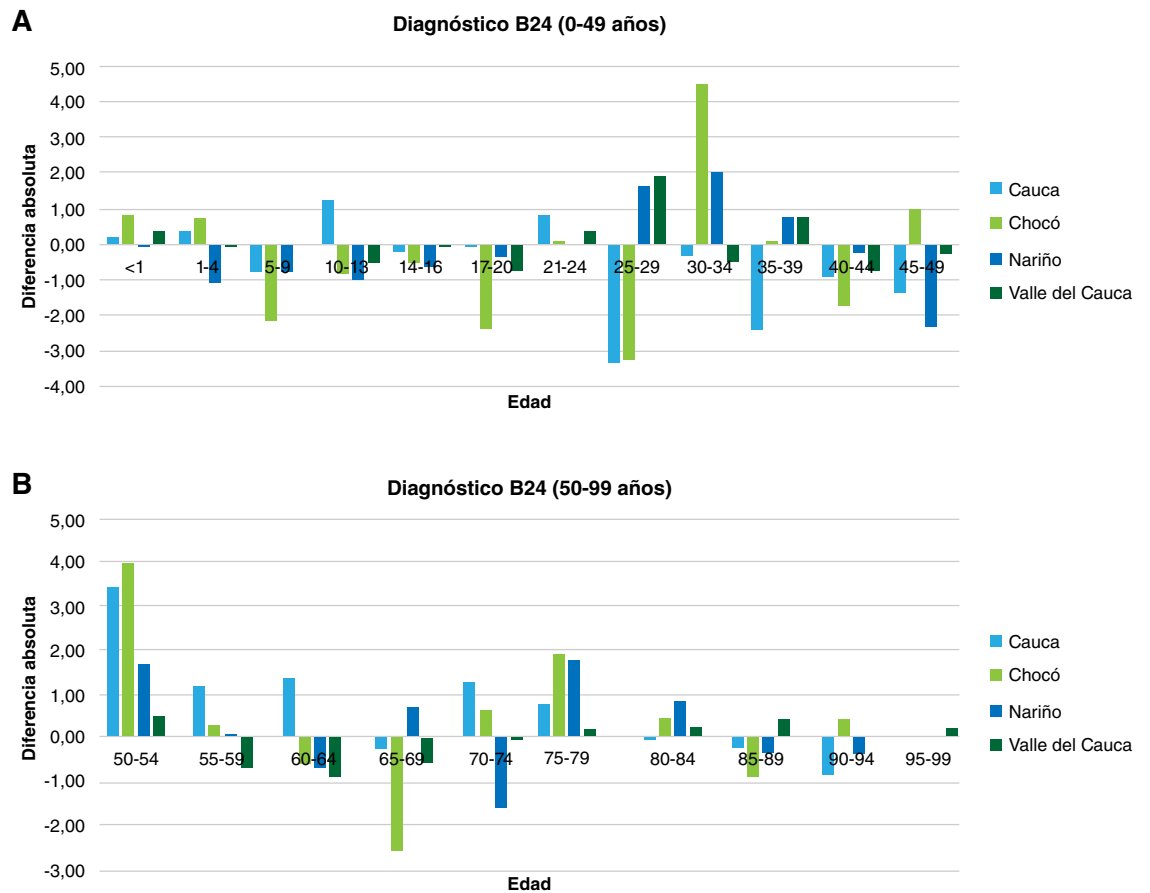 A
Diagnóstico B24 (0-49 años)
Diferencia absoluta
5,00
4,00
3,00
2,00
1,00
0,00
-1,00
-2,00
-3,00
-4,00
<1 1-4 5-9 10-13 14-16 17-20 21-24 25-29 30-34 35-39 40-44 45-49
Edad
Cauca
Chocó
Nariño
Valle del Cauca
B
Diagnóstico B24 (50-99 años)
Diferencia absoluta
5,00
4,00
3,00
2,00
1,00
0,00
-1,00
-2,00
-3,00
50-54 55-59 60-64 65-69 70-74 75-79 80-84 85-89 90-94 95-99
Edad
Cauca
Chocó
Nariño
Valle del Cauca